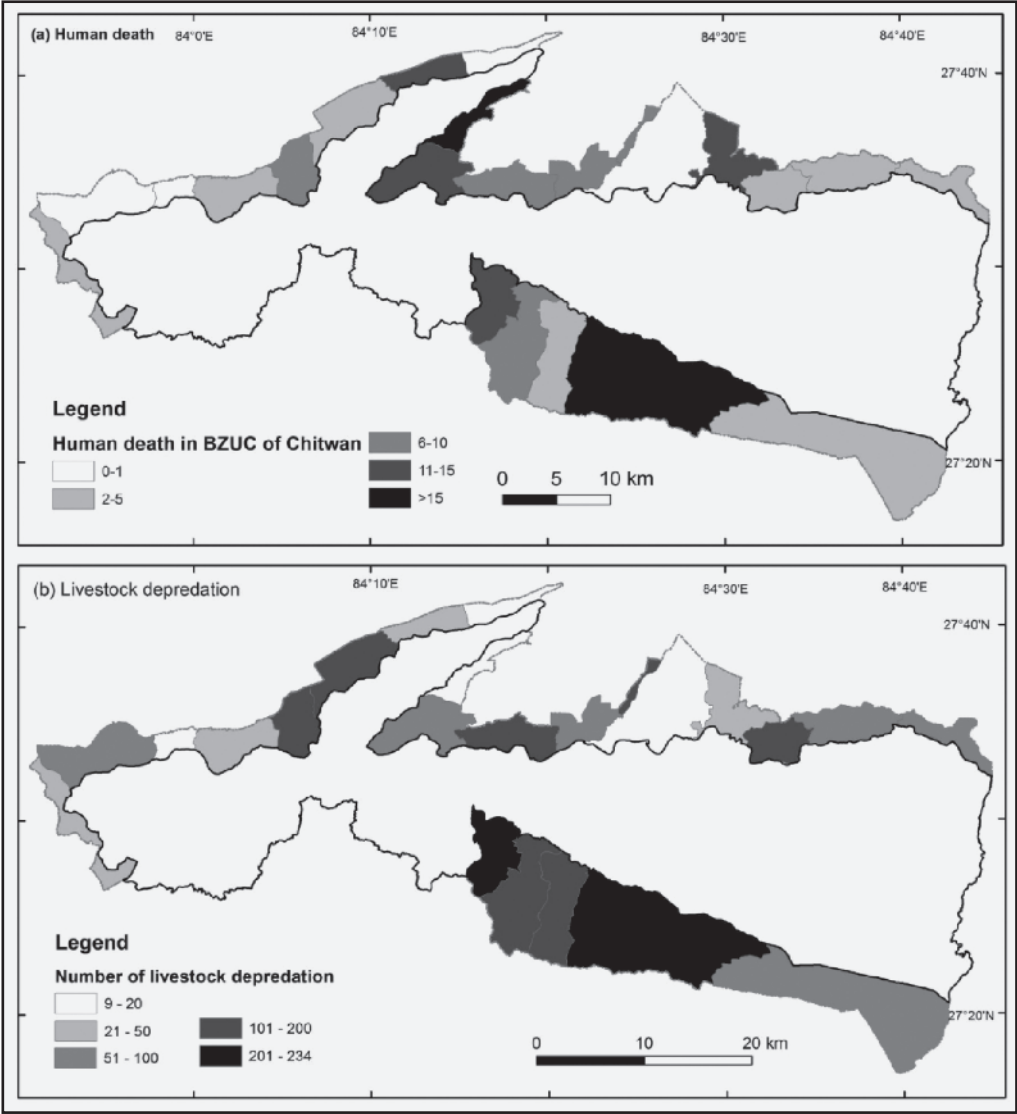 (a) Human death
84°0'E
84°10'E
84°30'E
84°40'E
27°40'N
Legend
Human death in BZUC of Chitwan
0-1
2-5
6-10
11-15
>15
0 5 10 km
27°20'N
(b) Livestock depredation
84°10'E
84°30'E
84°40'E
27°40'N
Legend
Number of livestock depredation
9 - 20
21 - 50
51 - 100
101 - 200
201 - 234
0 10 20 km
27°20'N